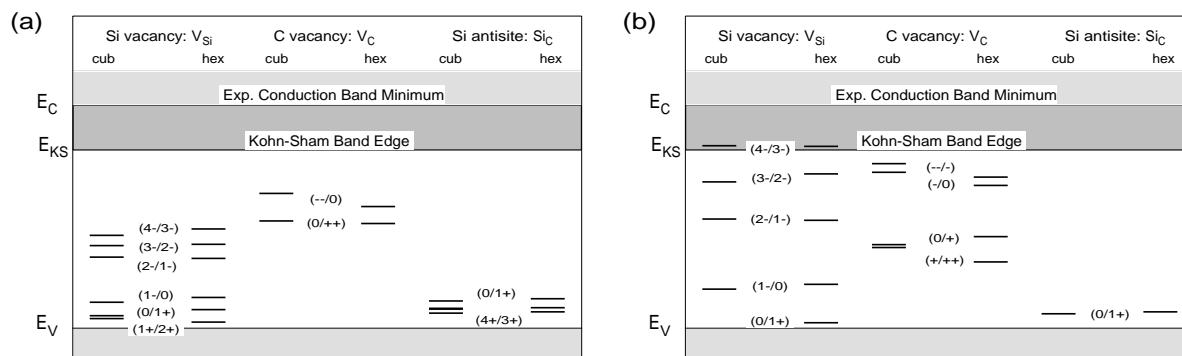 (a)
Si vacancy: V_Si C vacancy: V_C Si antisite: Si_C
cub hex cub hex cub hex
E_C
Exp. Conduction Band Minimum
E_KS
Kohn-Sham Band Edge
(--/0)
(0/++)
(4-/3-)
(3-/2-)
(2-/1-)
(1-/0)
(0/1+)
(1+/2+)
(0/1+)
(4+/3+)
E_V
(b)
Si vacancy: V_Si C vacancy: V_C Si antisite: Si_C
cub hex cub hex cub hex
E_C
Exp. Conduction Band Minimum
E_KS
Kohn-Sham Band Edge
(4-/3-)
(3-/2-)
(2-/1-)
(1-/0)
(0/1+)
(--/-)
(-/0)
(0/+)
(+/++)
(0/1+)
E_V